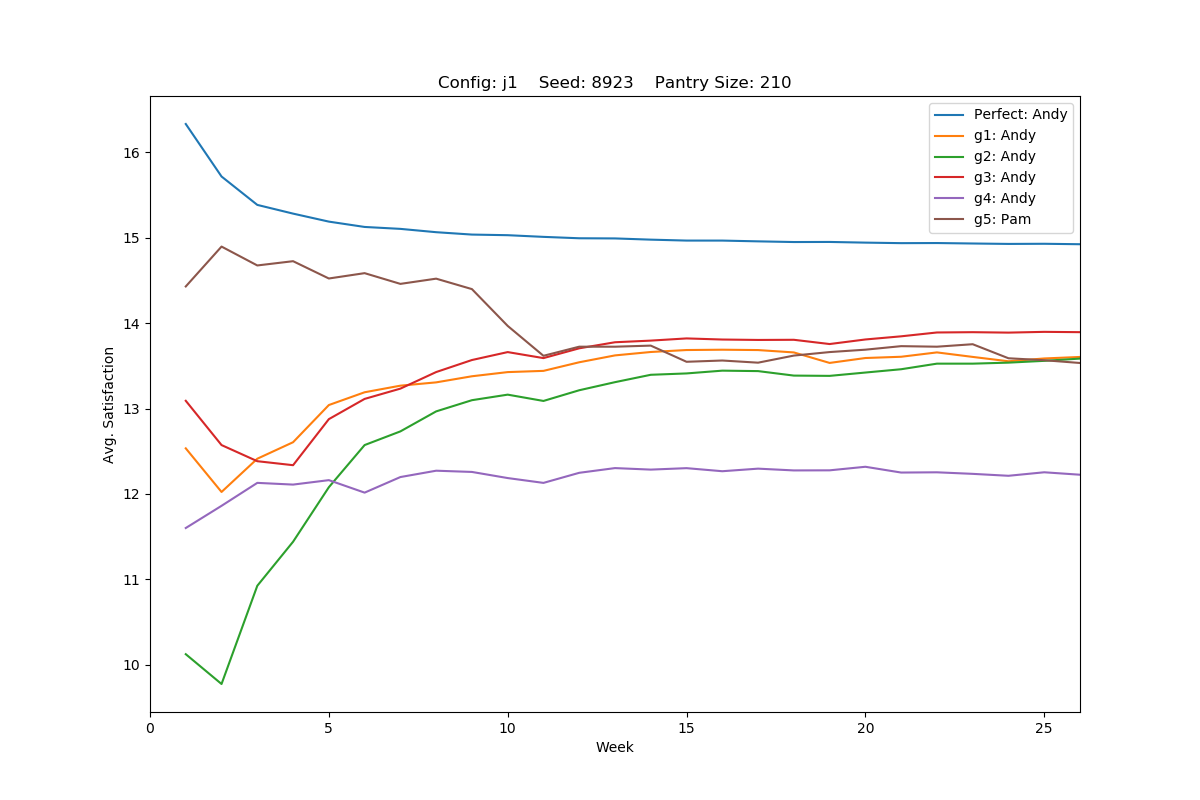 Config: j1    Seed: 8923    Pantry Size: 210
Perfect: Andy
g1: Andy
g2: Andy
g3: Andy
g4: Andy
g5: Pam
16
15
14
13
12
11
10
Avg. Satisfaction
0 5 10 15 20 25
Week